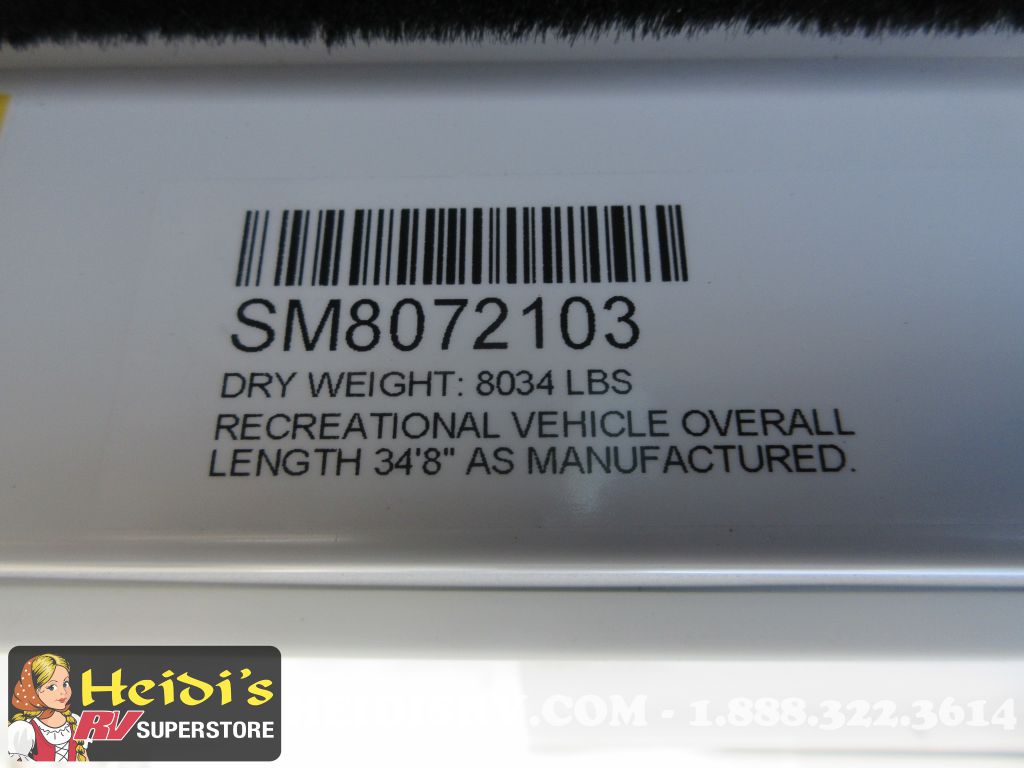 SM8072103
DRY WEIGHT: 8034 LBS
RECREATIONAL VEHICLE OVERALL
LENGTH 34'8" AS MANUFACTURED.
Heidi's
RV SUPERSTORE
.COM - 1.888.322.3614